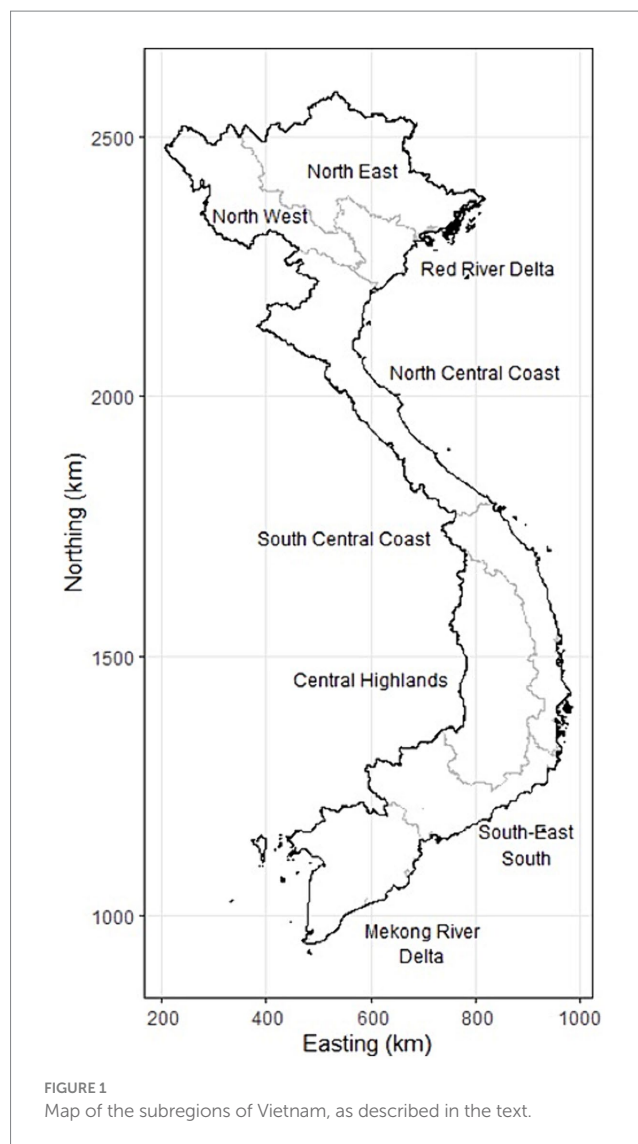 2500
2000
1500
1000
Northing (km)
North East
North West
Red River Delta
North Central Coast
South Central Coast
Central Highlands
South-East
South
Mekong River
Delta
200
400
600
800
1000
Easting (km)
FIGURE 1
Map of the subregions of Vietnam, as described in the text.